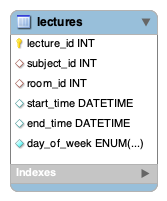 lectures
lecture_id INT
subject_id INT
room_id INT
start_time DATETIME
end_time DATETIME
day_of_week ENUM(...)
Indexes